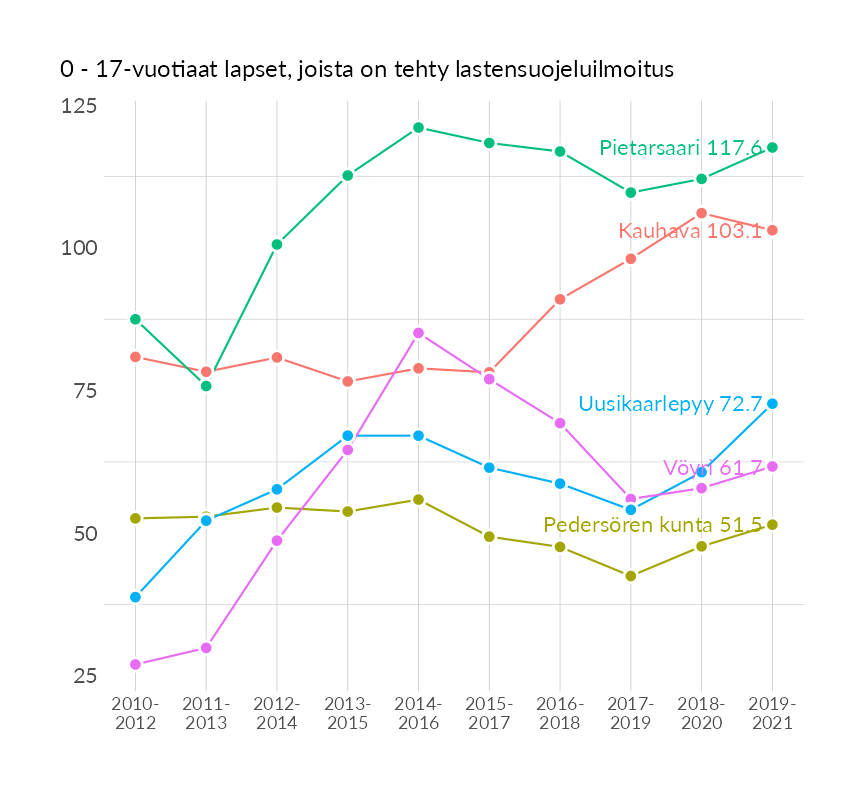 0 - 17-vuotiaat lapset, joista on tehty lastensuojeluilmoitus
125
100
75
50
25
Pietarsaari 117.6
Kauhava 103.1
Uusikaarlepyy 72.7
Vöyri 61.7
Pedersören kunta 51.5
2010- 2011- 2012- 2013- 2014- 2015- 2016- 2017- 2018- 2019-
2012 2013 2014 2015 2016 2017 2018 2019 2020 2021